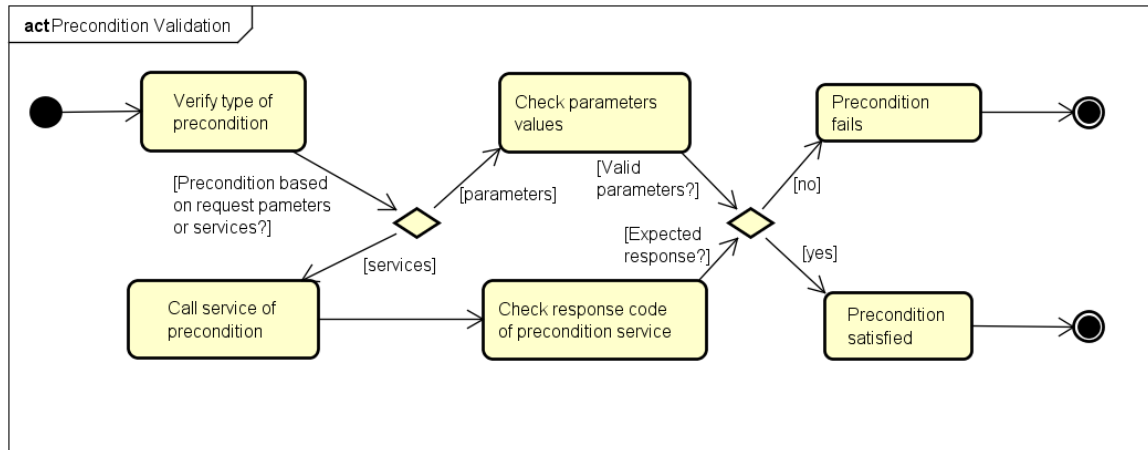 act Precondition Validation
Verify type of
precondition
[Precondition based
on request pameters
or services?]
[parameters]
[services]
Check parameters
values
[Valid
parameters?]
Call service of
precondition
Check response code
of precondition service
[Expected
response?]
[no]
[yes]
Precondition
fails
Precondition
satisfied